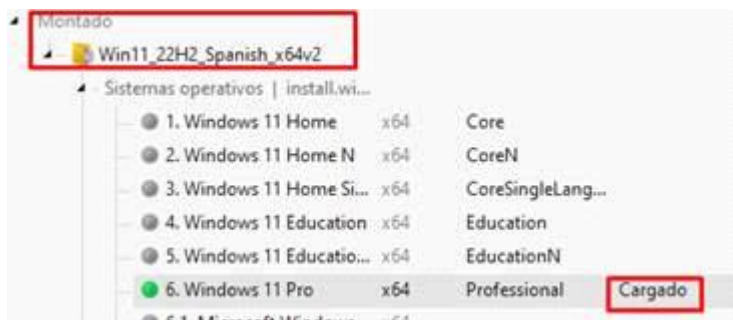 Montado
Win11_22H2_Spanish_x64v2
Sistemas operativos | install.wi...
1. Windows 11 Home x64 Core
2. Windows 11 Home N x64 CoreN
3. Windows 11 Home Si... x64 CoreSingleLang...
4. Windows 11 Education x64 Education
5. Windows 11 Educatio... x64 EducationN
6. Windows 11 Pro x64 Professional Cargado